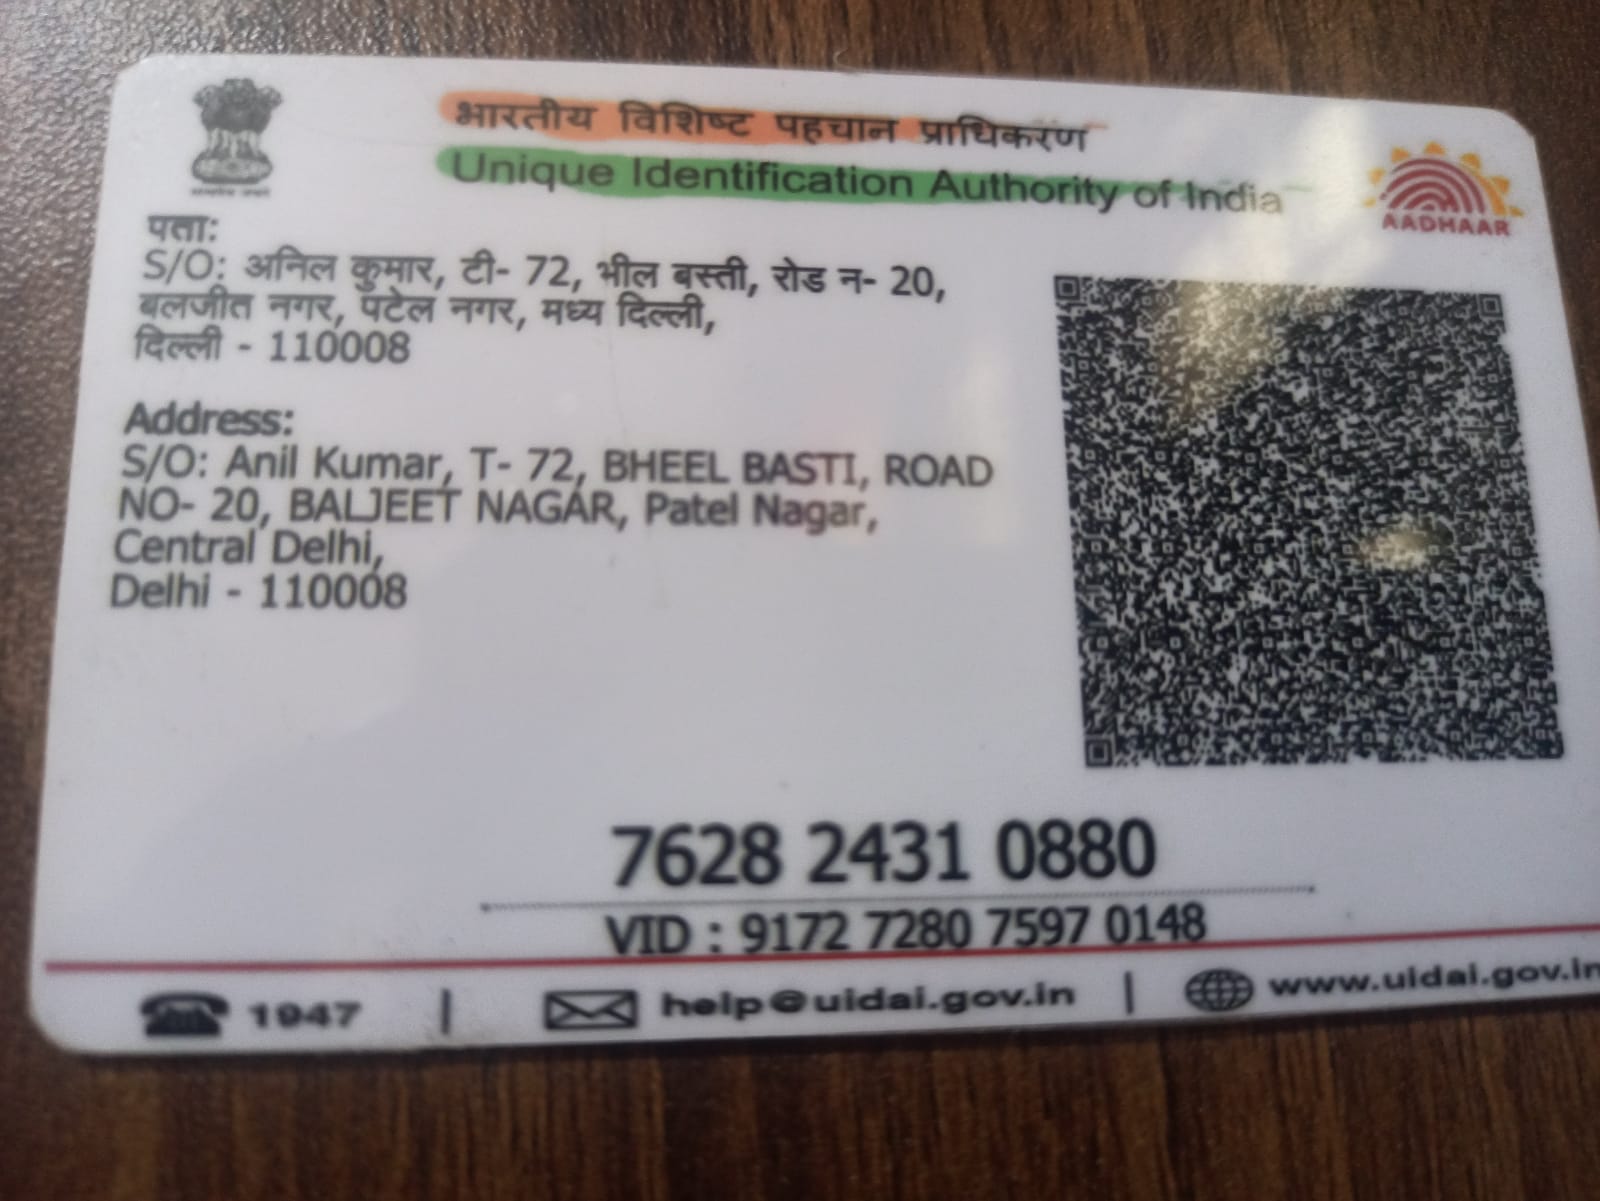 भारतीय विशिष्ट पहचान प्राधिकरण
Unique Identification Authority of India
AADHAAR
पता:
S/O: अनिल कुमार, टी- 72, भील बस्ती, रोड न- 20,
बलजीत नगर, पटेल नगर, मध्य दिल्ली,
दिल्ली - 110008
Address:
S/O: Anil Kumar, T- 72, BHEEL BASTI, ROAD
NO- 20, BALJEET NAGAR, Patel Nagar,
Central Delhi,
Delhi - 110008
7628 2431 0880
VID : 9172 7280 7597 0148
1947 | help@uidai.gov.in | www.uidai.gov.in